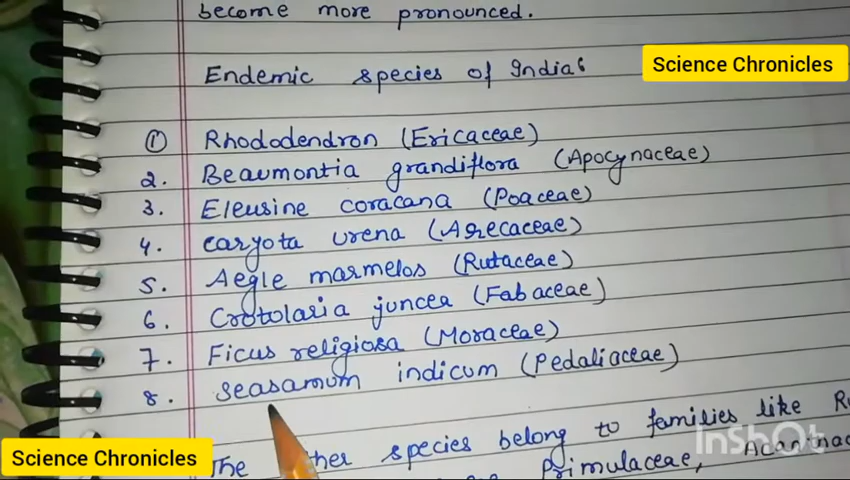 become more pronounced.
Endemic species of India:
Science Chronicles
① Rhododendron (Ericaceae)
2. Beaumontia grandiflora (Apocynaceae)
3. Eleusine coracana (Poaceae)
4. Caryota urena (Arecaceae)
5. Aegle marmelos (Rutaceae)
6. Crotolaria juncea (Fabaceae)
7. Ficus religiosa (Moraceae)
8. Seasamum indicum (Pedaliaceae)
The species belong to families like
Primulaceae,
Science Chronicles
InShOt